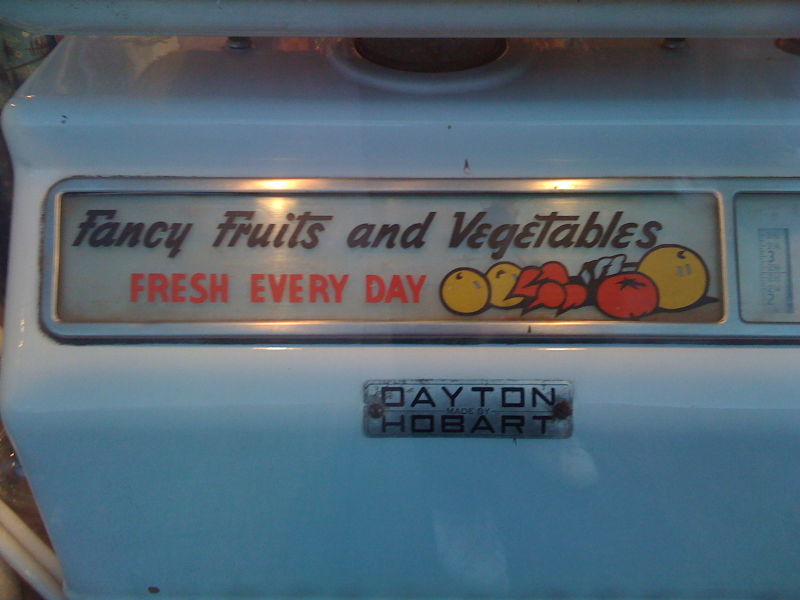 Fancy Fruits and Vegetables
FRESH EVERY DAY
DAYTON
MADE BY
HOBART